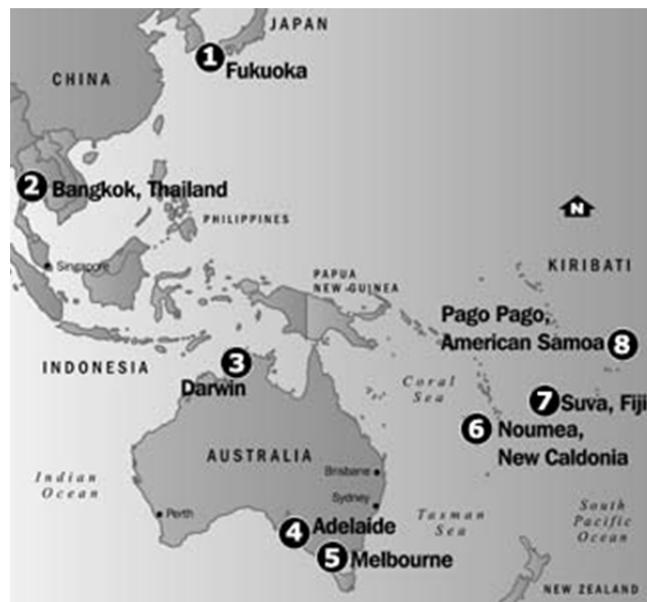 JAPAN
1
Fukuoka
CHINA
2 Bangkok, Thailand
PHILIPPINES
N
Singapore
KIRIBATI
PAPUA
NEW GUINEA
Pago Pago,
American Samoa 8
INDONESIA
3
Darwin
Coral
Sea
7 Suva, Fiji
6 Noumea,
New Caldonia
AUSTRALIA
Brisbane
Indian
Ocean
Sydney
Perth
South
Pacific
Ocean
Tasman
Sea
4 Adelaide
5 Melbourne
NEW ZEALAND